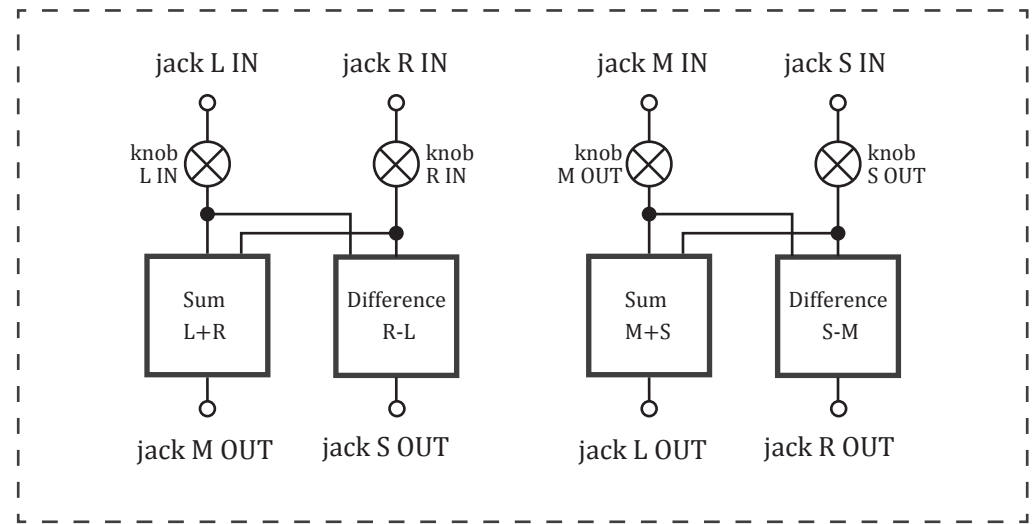 jack L IN
jack R IN
jack M IN
jack S IN
knob
L IN
knob
R IN
knob
M OUT
knob
S OUT
Sum
L+R
Difference
R-L
Sum
M+S
Difference
S-M
jack M OUT
jack S OUT
jack L OUT
jack R OUT